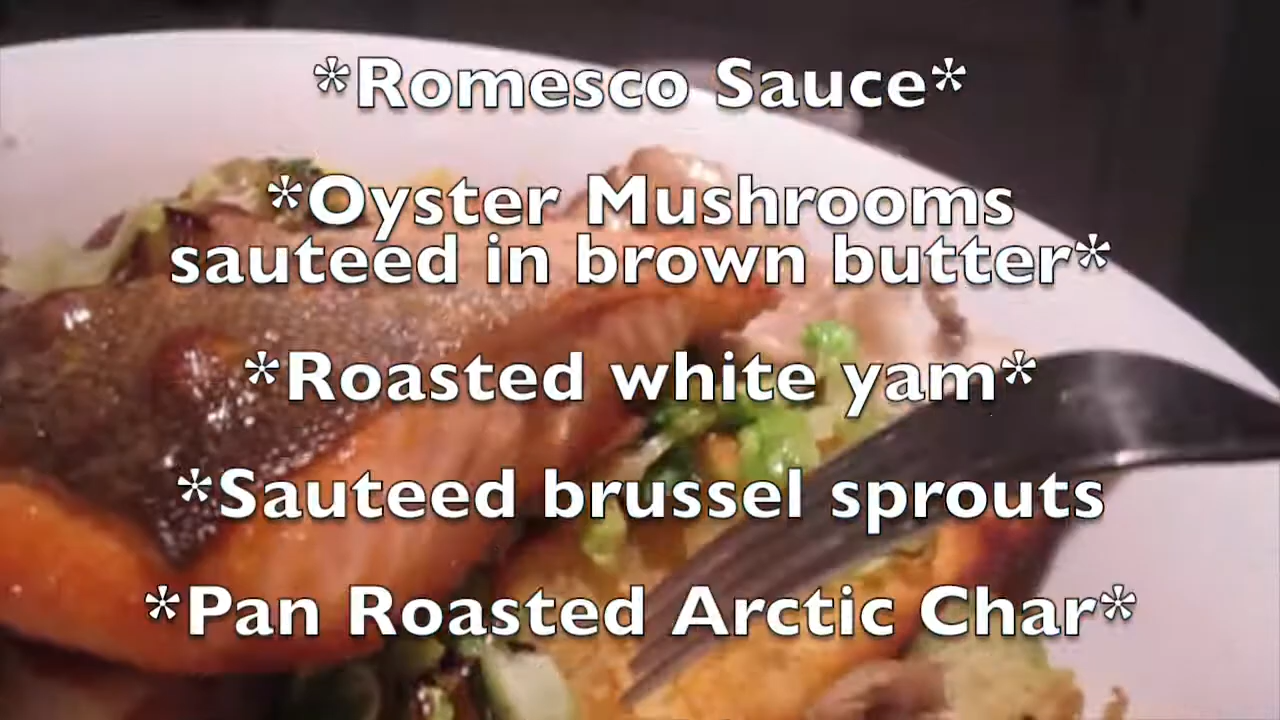 *Romesco Sauce*
*Oyster Mushrooms
sauteed in brown butter*
*Roasted white yam*
*Sauteed brussel sprouts
*Pan Roasted Arctic Char*